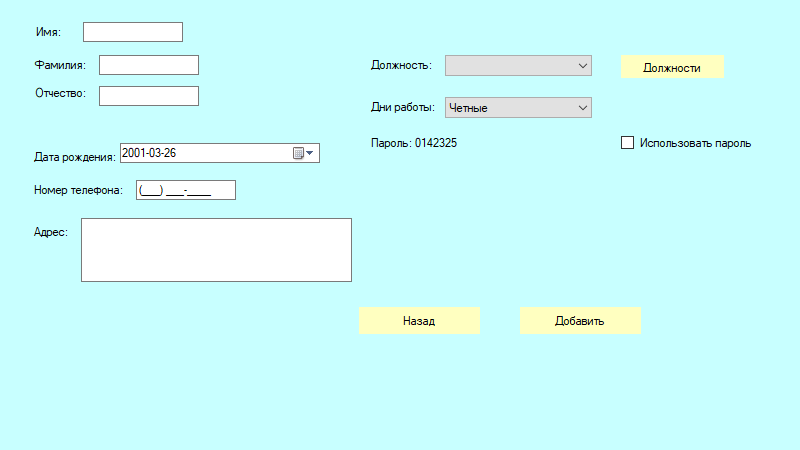 Имя:
Фамилия:
Должность:
Должности
Отчество:
Дни работы: Четные
Пароль: 0142325
Использовать пароль
Дата рождения: 2001-03-26
Номер телефона: (___) ___-____
Адрес:
Назад
Добавить